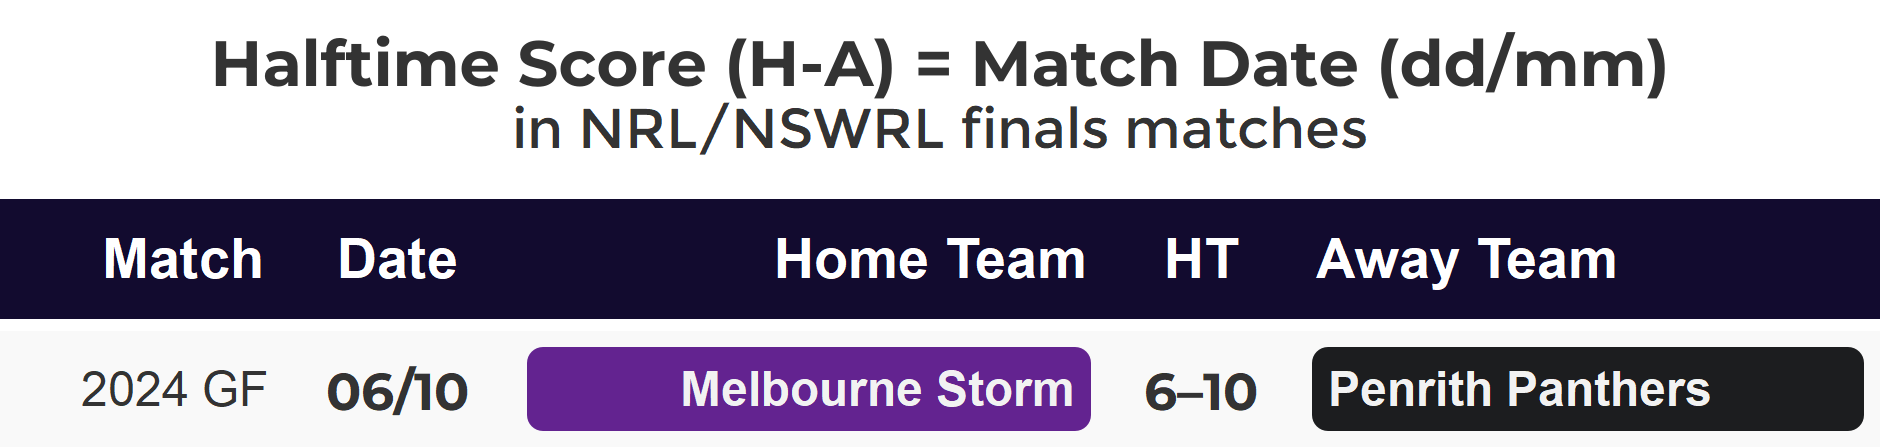 Halftime Score (H-A) = Match Date (dd/mm)
in NRL/NSWRL finals matches
Match Date Home Team HT Away Team
2024 GF 06/10 Melbourne Storm 6–10 Penrith Panthers